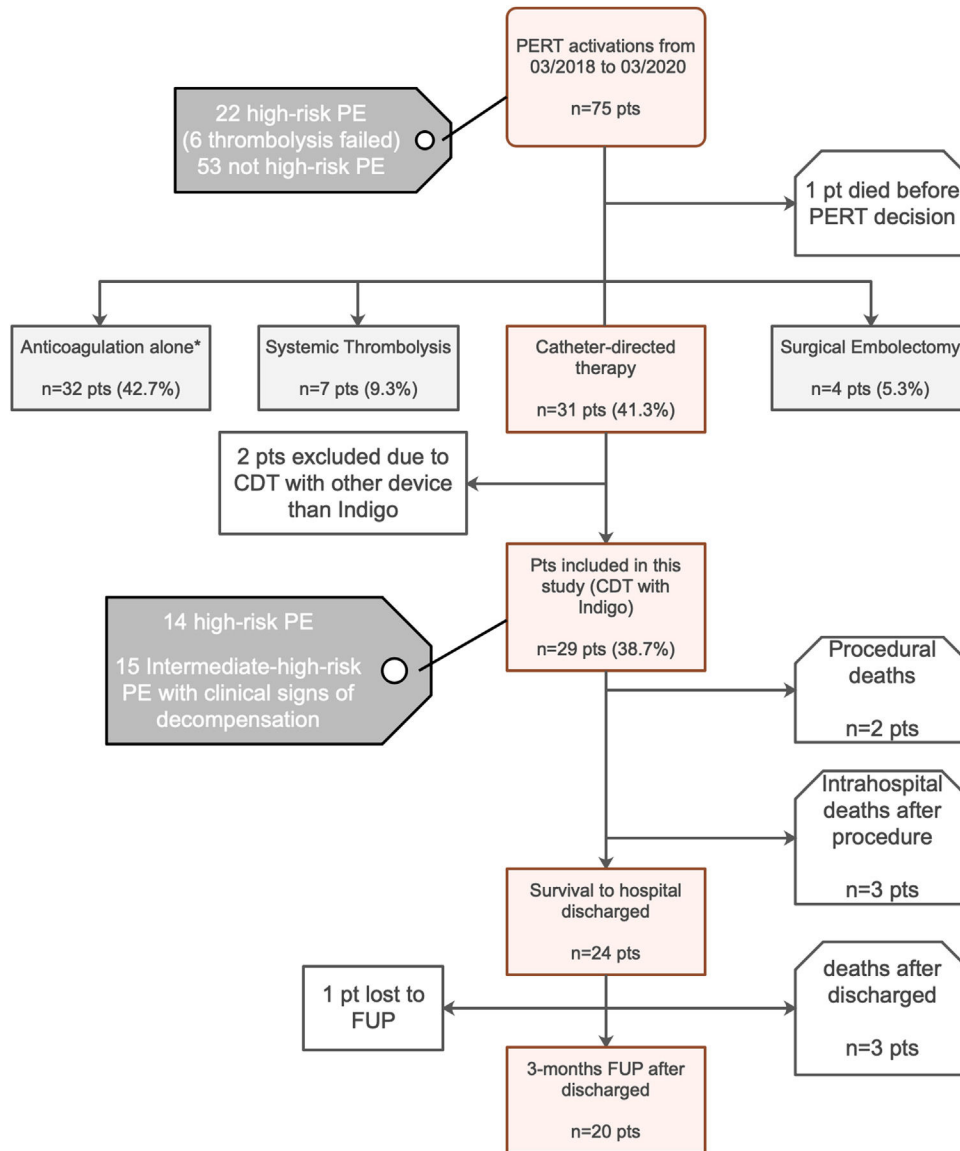 PERT activations from
03/2018 to 03/2020
n=75 pts
22 high-risk PE
(6 thrombolysis failed)
53 not high-risk PE
1 pt died before
PERT decision
Anticoagulation alone*
n=32 pts (42.7%)
Systemic Thrombolysis
n=7 pts (9.3%)
Catheter-directed
therapy
n=31 pts (41.3%)
Surgical Embolectomy
n=4 pts (5.3%)
2 pts excluded due to
CDT with other device
than Indigo
Pts included in this
study (CDT with
Indigo)
n=29 pts (38.7%)
14 high-risk PE
15 Intermediate-high-risk
PE with clinical signs of
decompensation
Procedural
deaths
n=2 pts
Intrahospital
deaths after
procedure
n=3 pts
Survival to hospital
discharged
n=24 pts
1 pt lost to
FUP
deaths after
discharged
n=3 pts
3-months FUP after
discharged
n=20 pts